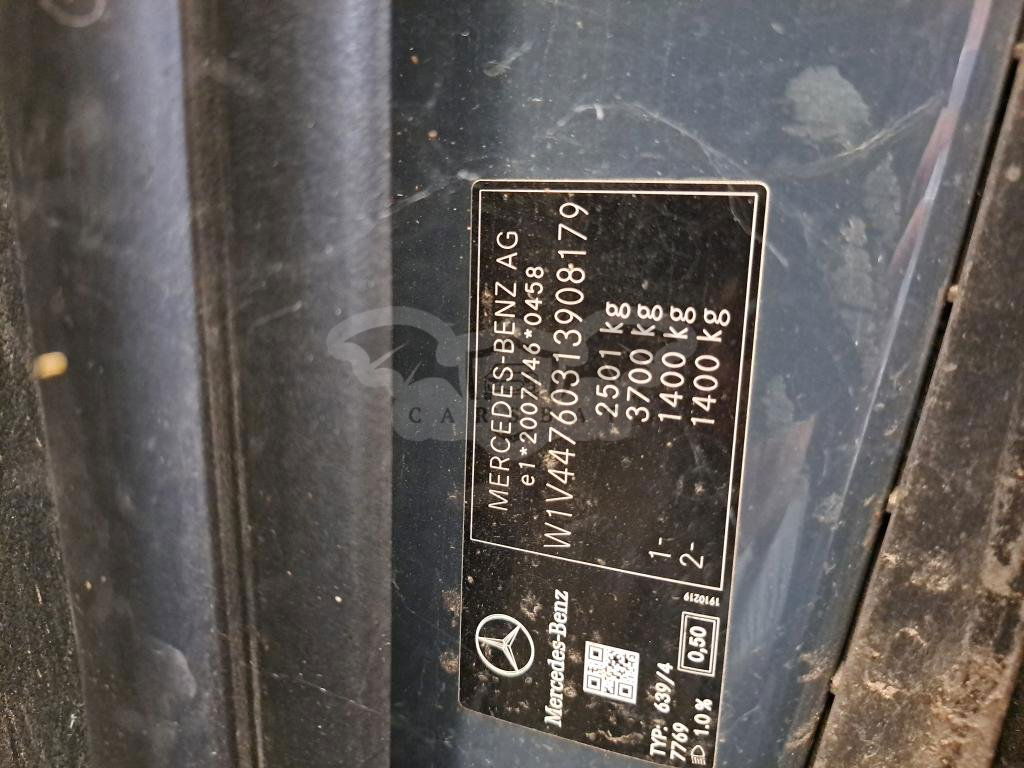 MERCEDES-BENZ AG
e1*2007/46*0458
W1V44760313908179
2501 kg
3700 kg
1- 1400 kg
2- 1400 kg
1910219
Mercedes-Benz
TYP: 639/4
7769 0,50
1.0%